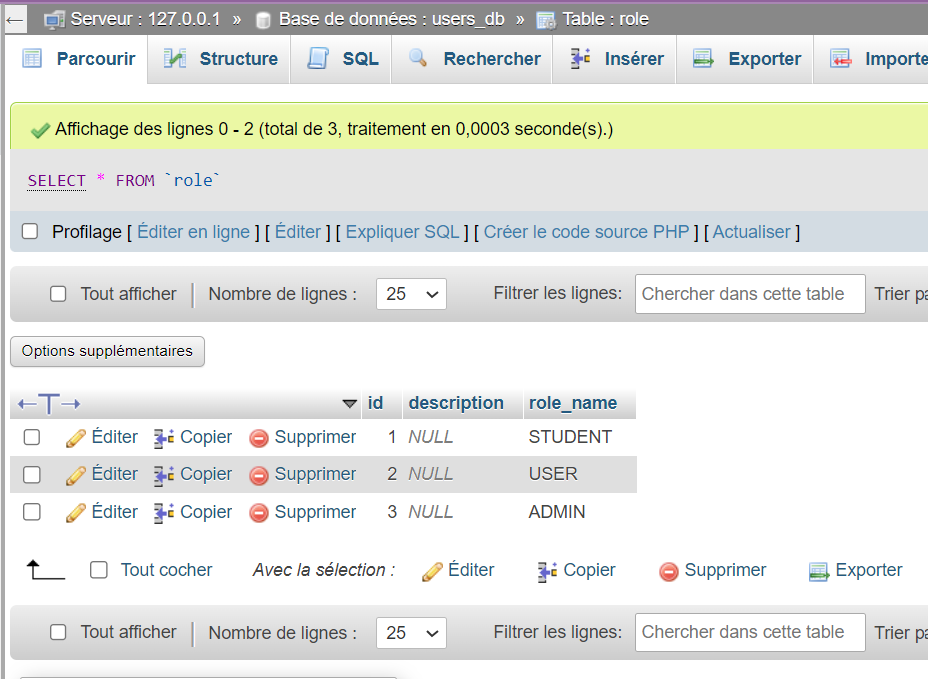 Serveur : 127.0.0.1 » Base de données : users_db » Table : role
Parcourir Structure SQL Rechercher Insérer Exporter Importe
Affichage des lignes 0 - 2 (total de 3, traitement en 0,0003 seconde(s).)
SELECT * FROM `role`
Profilage [ Éditer en ligne ] [ Éditer ] [ Expliquer SQL ] [ Créer le code source PHP ] [ Actualiser ]
Tout afficher | Nombre de lignes : 25 Filtrer les lignes: Chercher dans cette table Trier pa
Options supplémentaires
id description role_name
Éditer Copier Supprimer 1 NULL STUDENT
Éditer Copier Supprimer 2 NULL USER
Éditer Copier Supprimer 3 NULL ADMIN
Tout cocher Avec la sélection : Éditer Copier Supprimer Exporter
Tout afficher | Nombre de lignes : 25 Filtrer les lignes: Chercher dans cette table Trier pa